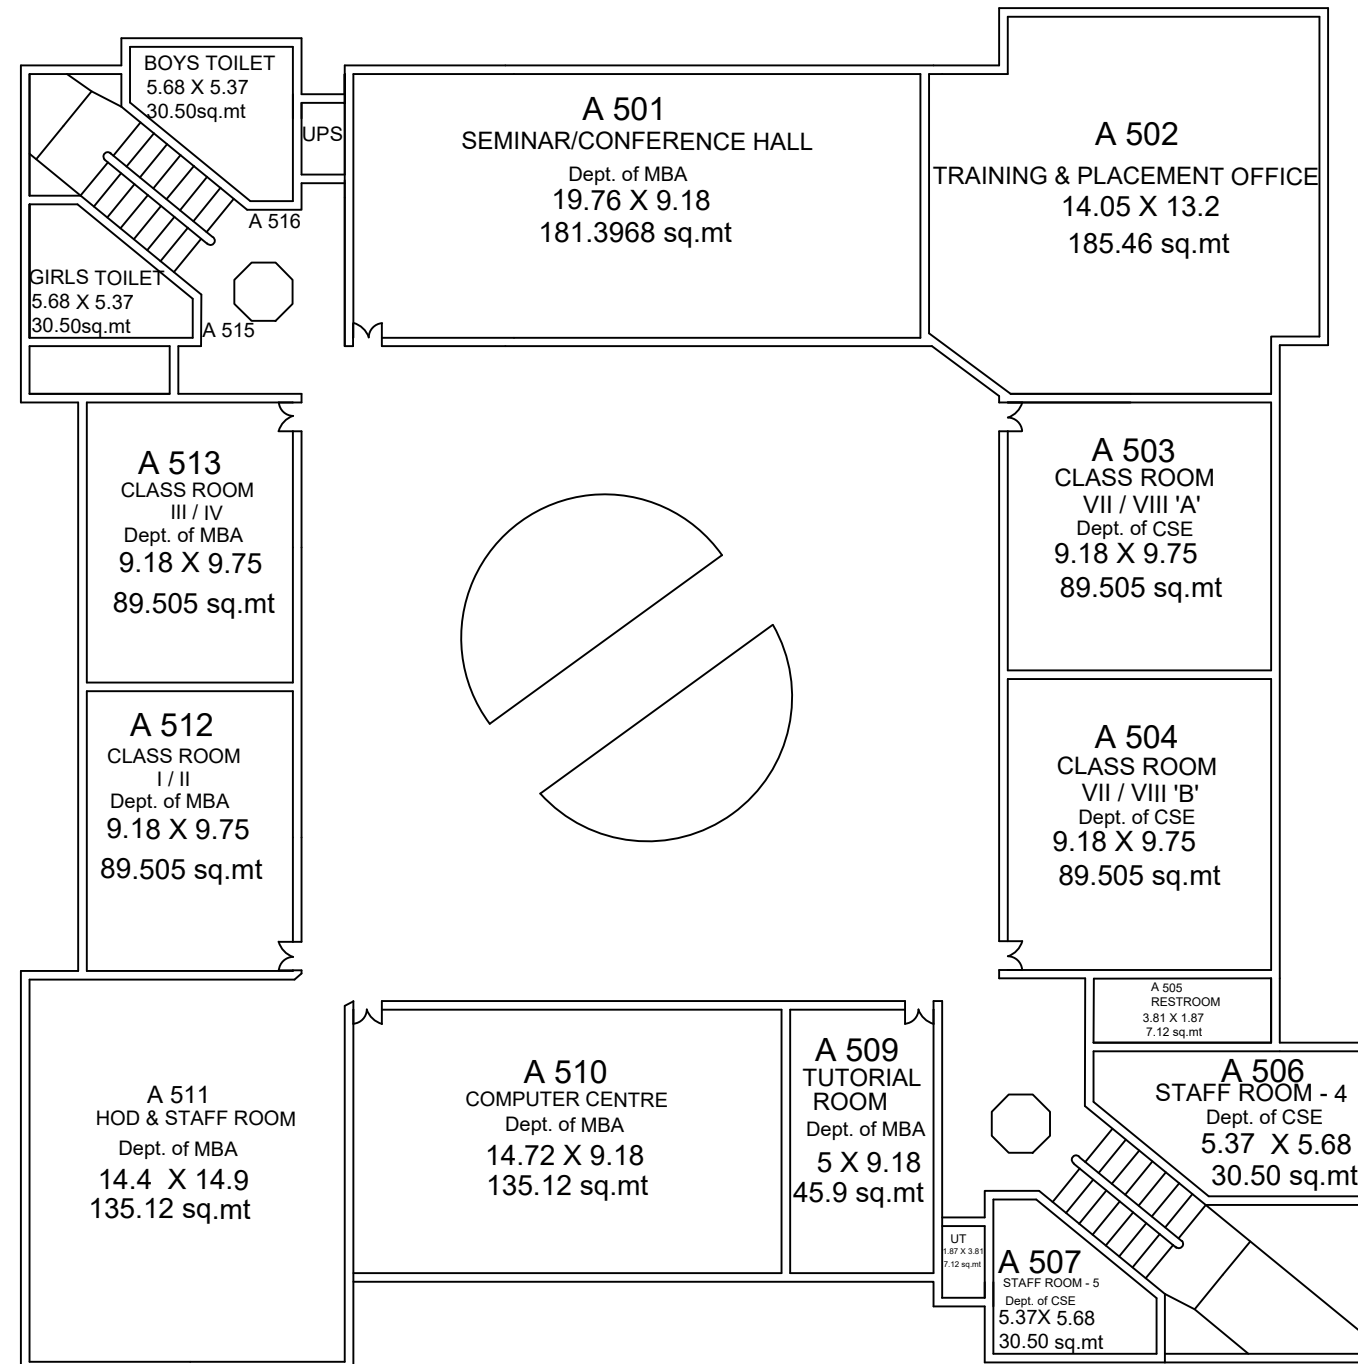 BOYS TOILET
5.68 X 5.37
30.50sq.mt
UPS
A 516
GIRLS TOILET
5.68 X 5.37
30.50sq.mt
A 515
A 501
SEMINAR/CONFERENCE HALL
Dept. of MBA
19.76 X 9.18
181.3968 sq.mt
A 502
TRAINING & PLACEMENT OFFICE
14.05 X 13.2
185.46 sq.mt
A 513
CLASS ROOM
III / IV
Dept. of MBA
9.18 X 9.75
89.505 sq.mt
A 503
CLASS ROOM
VII / VIII 'A'
Dept. of CSE
9.18 X 9.75
89.505 sq.mt
A 512
CLASS ROOM
I / II
Dept. of MBA
9.18 X 9.75
89.505 sq.mt
A 504
CLASS ROOM
VII / VIII 'B'
Dept. of CSE
9.18 X 9.75
89.505 sq.mt
A 505
RESTROOM
3.81 X 1.87
7.12 sq.mt
A 511
HOD & STAFF ROOM
Dept. of MBA
14.4 X 14.9
135.12 sq.mt
A 510
COMPUTER CENTRE
Dept. of MBA
14.72 X 9.18
135.12 sq.mt
A 509
TUTORIAL
ROOM
Dept. of MBA
5 X 9.18
45.9 sq.mt
A 506
STAFF ROOM - 4
Dept. of CSE
5.37 X 5.68
30.50 sq.mt
UT
1.87 X 3.81
7.12 sq.mt
A 507
STAFF ROOM - 5
Dept. of CSE
5.37X 5.68
30.50 sq.mt